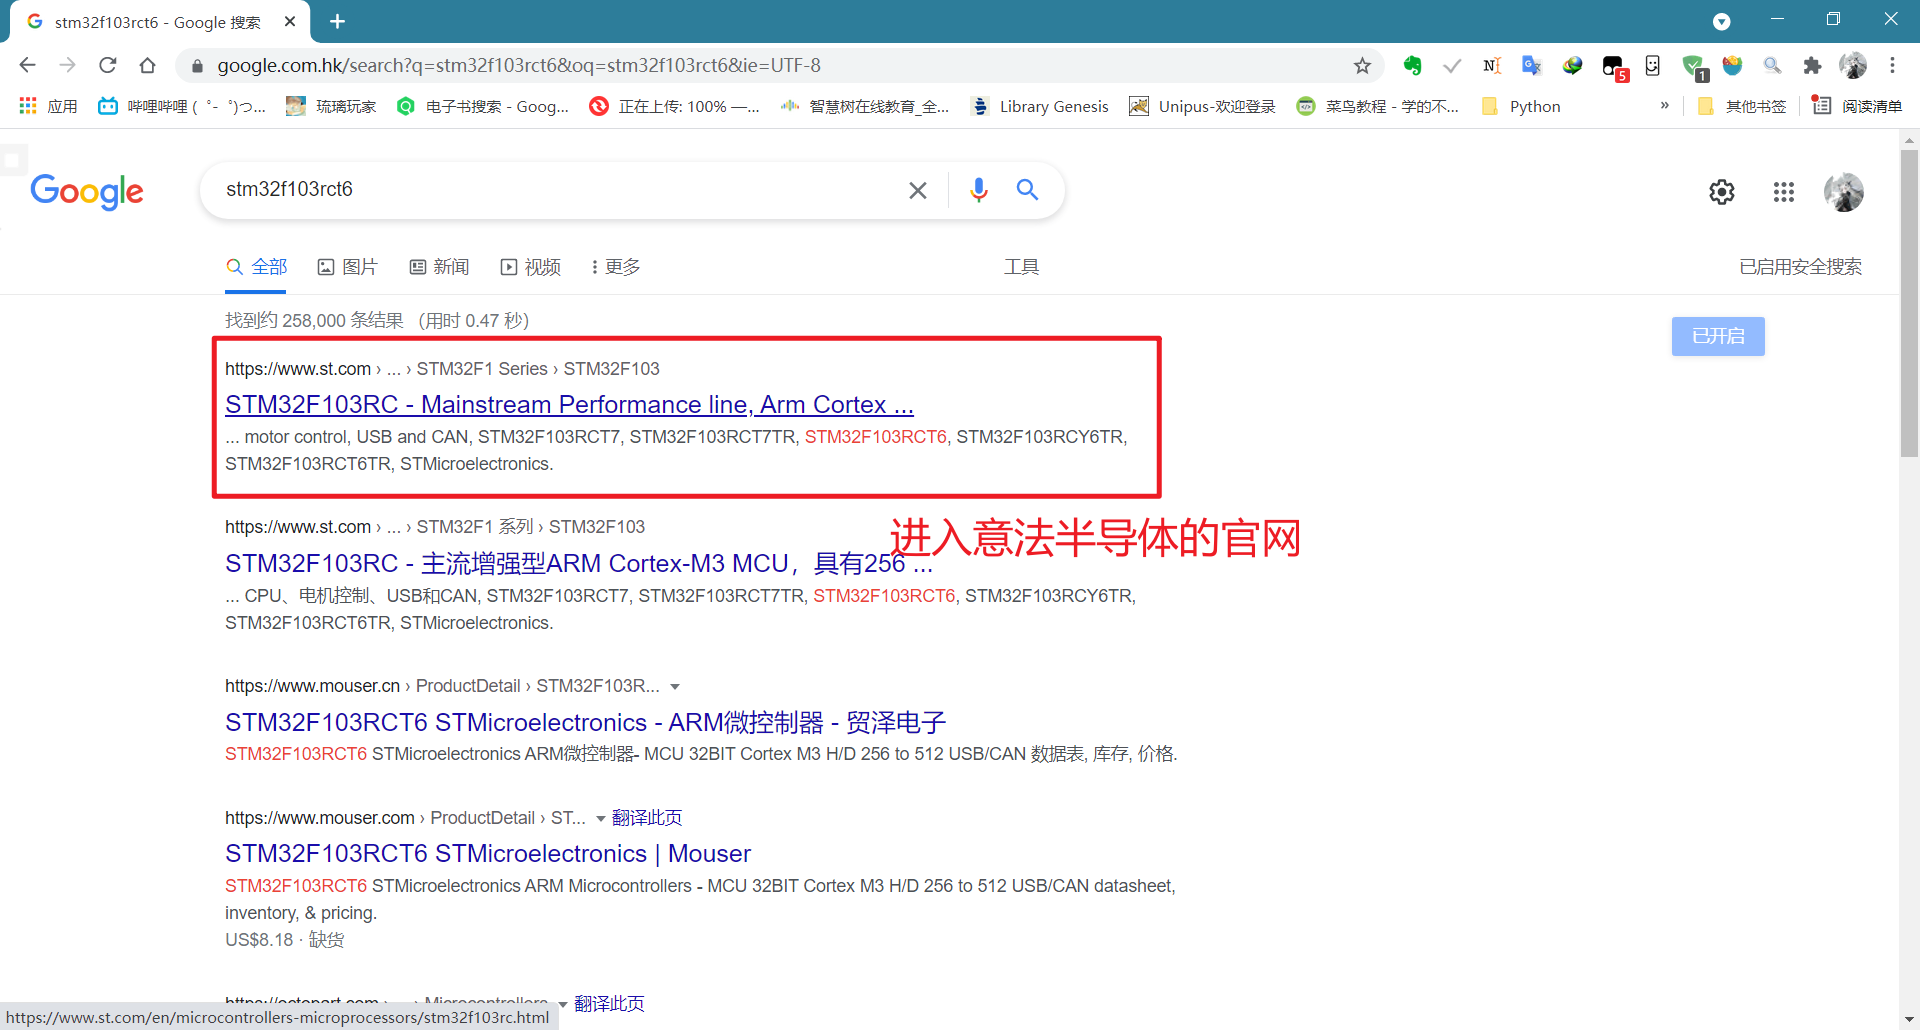 stm32f103rct6 - Google 搜索
google.com.hk/search?q=stm32f103rct6&oq=stm32f103rct6&ie=UTF-8
5
1
应用
哔哩哔哩 (゜-゜)つ...
琉璃玩家
电子书搜索 - Goog...
正在上传: 100% —...
智慧树在线教育_全...
Library Genesis
Unipus-欢迎登录
菜鸟教程 - 学的不...
Python
»
其他书签
阅读清单
Google
stm32f103rct6
全部
图片
新闻
视频
更多
工具
已启用安全搜索
找到约 258,000 条结果 （用时 0.47 秒）
已开启
https://www.st.com › ... › STM32F1 Series › STM32F103
STM32F103RC - Mainstream Performance line, Arm Cortex ...
... motor control, USB and CAN, STM32F103RCT7, STM32F103RCT7TR, STM32F103RCT6, STM32F103RCY6TR,
STM32F103RCT6TR, STMicroelectronics.
进入意法半导体的官网
https://www.st.com › ... › STM32F1 系列 › STM32F103
STM32F103RC - 主流增强型ARM Cortex-M3 MCU，具有256 ...
... CPU、电机控制、USB和CAN, STM32F103RCT7, STM32F103RCT7TR, STM32F103RCT6, STM32F103RCY6TR,
STM32F103RCT6TR, STMicroelectronics.
https://www.mouser.cn › ProductDetail › STM32F103R...
STM32F103RCT6 STMicroelectronics - ARM微控制器 - 贸泽电子
STM32F103RCT6 STMicroelectronics ARM微控制器- MCU 32BIT Cortex M3 H/D 256 to 512 USB/CAN 数据表, 库存, 价格.
https://www.mouser.com › ProductDetail › ST... 翻译此页
STM32F103RCT6 STMicroelectronics | Mouser
STM32F103RCT6 STMicroelectronics ARM Microcontrollers - MCU 32BIT Cortex M3 H/D 256 to 512 USB/CAN datasheet,
inventory, & pricing.
US$8.18 · 缺货
https://octopart.com › ... › Microcontrollers 翻译此页
https://www.st.com/en/microcontrollers-microprocessors/stm32f103rc.html